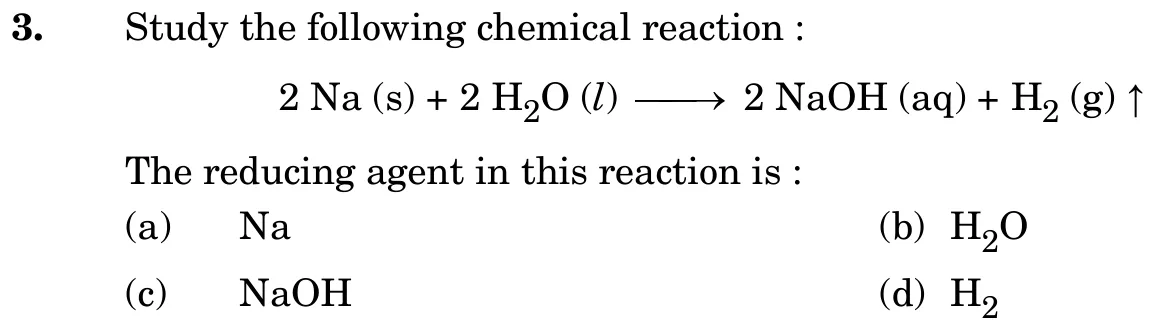 3. Study the following chemical reaction :
2 Na (s) + 2 H₂O (l) ⟶ 2 NaOH (aq) + H₂ (g) ↑
The reducing agent in this reaction is :
(a) Na (b) H₂O
(c) NaOH (d) H₂